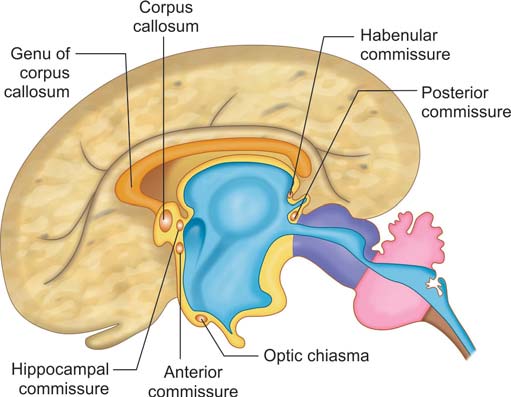 Corpus
callosum
Genu of
corpus
callosum
Habenular
commissure
Posterior
commissure
Hippocampal
commissure
Anterior
commissure
Optic chiasma